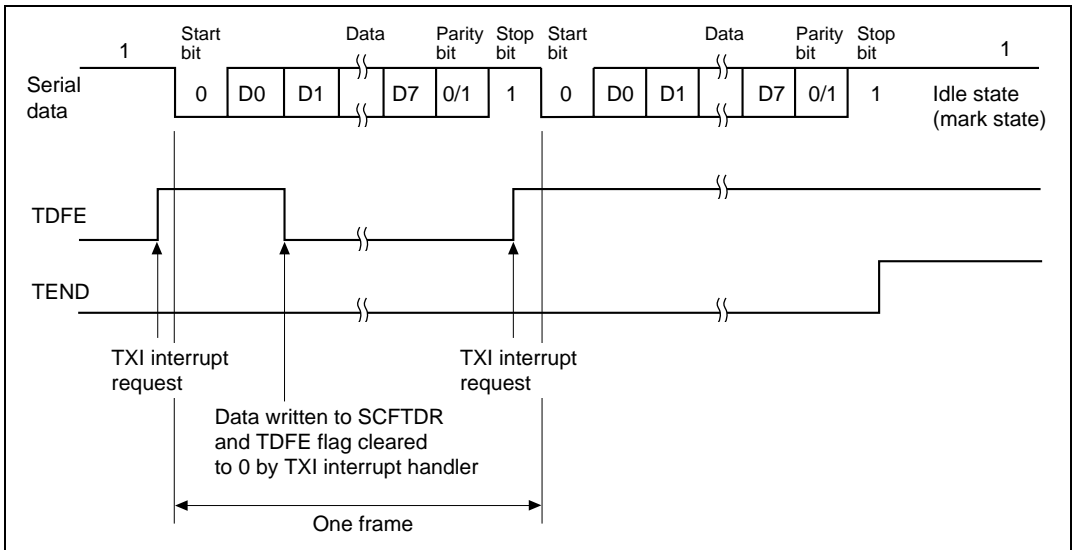 1
Start bit
Data
Parity bit
Stop bit
Start bit
Data
Parity bit
Stop bit
1
Serial data
0 D0 D1 D7 0/1 1 0 D0 D1 D7 0/1 1
Idle state
(mark state)
TDFE
TEND
TXI interrupt
request
TXI interrupt
request
Data written to SCFTDR
and TDFE flag cleared
to 0 by TXI interrupt handler
One frame